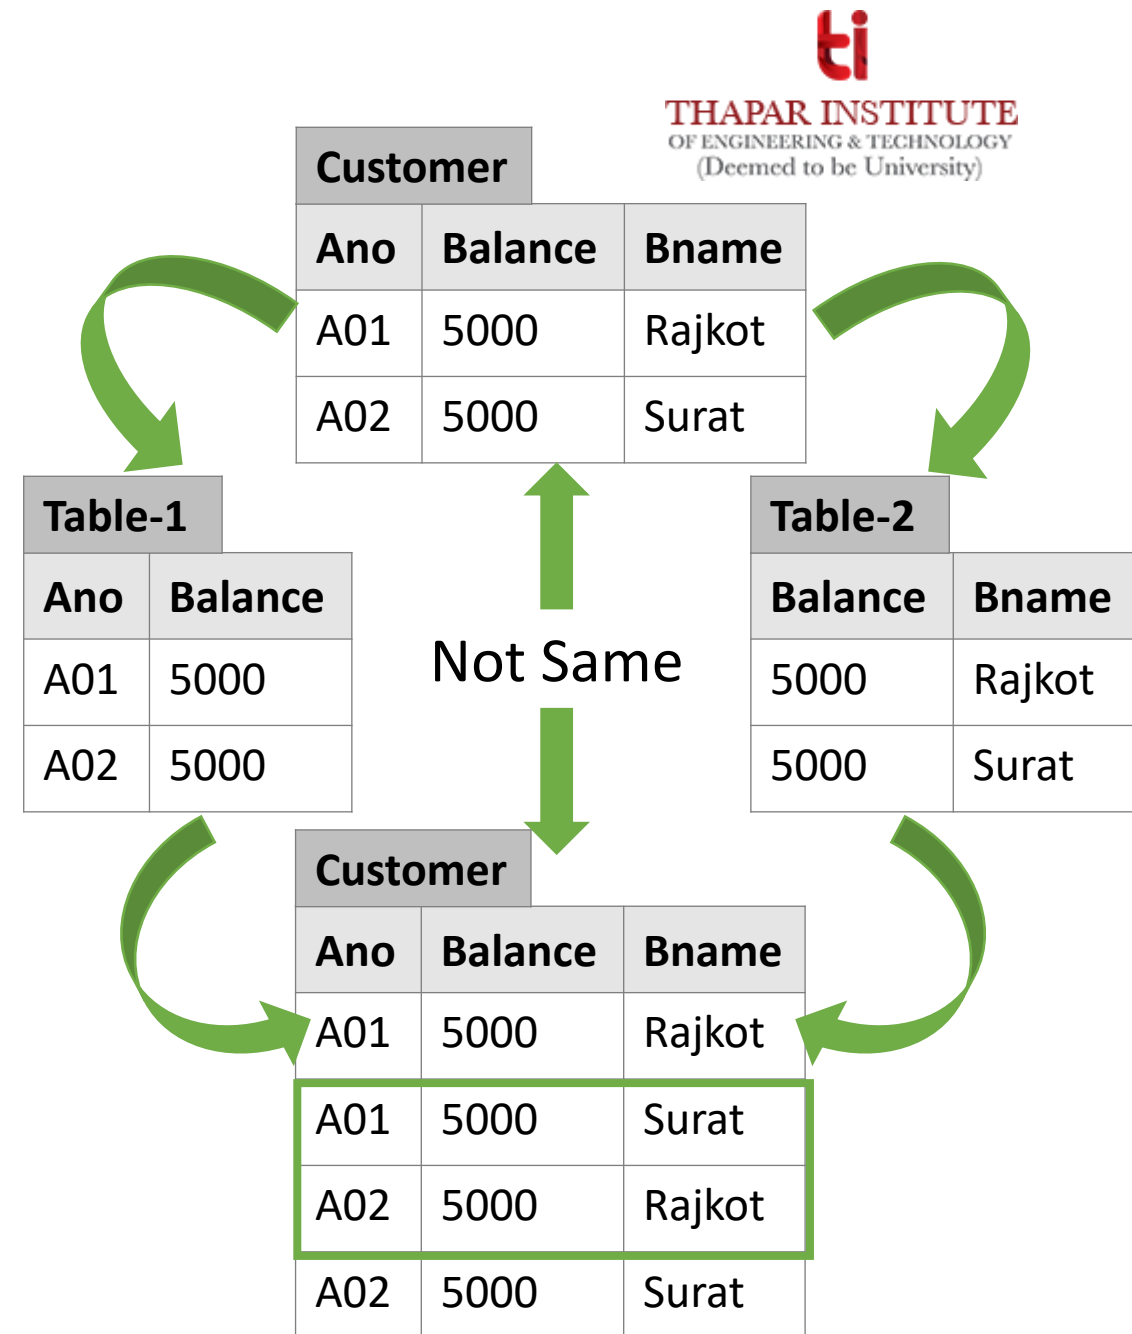 ti
THAPAR INSTITUTE
OF ENGINEERING & TECHNOLOGY
(Deemed to be University)
Customer
Ano Balance Bname
A01 5000 Rajkot
A02 5000 Surat
Table-1
Ano Balance
A01 5000
A02 5000
Not Same
Table-2
Balance Bname
5000 Rajkot
5000 Surat
Customer
Ano Balance Bname
A01 5000 Rajkot
A01 5000 Surat
A02 5000 Rajkot
A02 5000 Surat